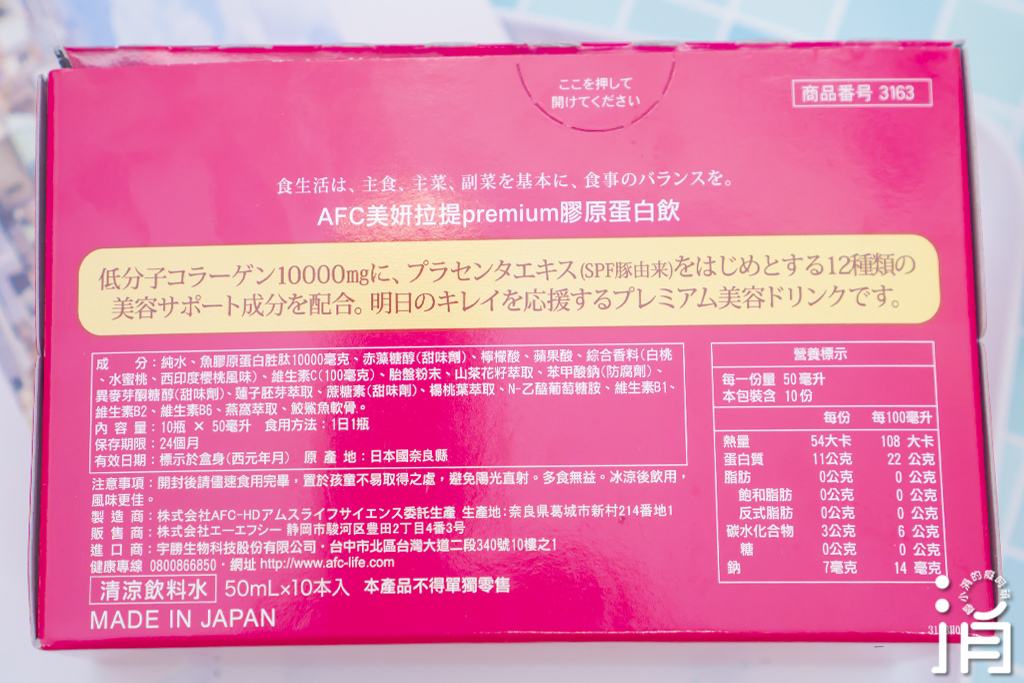 ここを押して
開けてください
商品番号 3163
食生活は、主食、主菜、副菜を基本に、食事のバランスを。
AFC美妍拉提premium膠原蛋白飲
低分子コラーゲン10000mgに、プラセンタエキス(SPF豚由来)をはじめとする12種類の
美容サポート成分を配合。明日のキレイを応援するプレミアム美容ドリンクです。
成 分：純水、魚膠原蛋白胜肽10000毫克、赤藻糖醇(甜味劑)、檸檬酸、蘋果酸、綜合香料(白桃
、水蜜桃、西印度櫻桃風味)、維生素C(100毫克)、胎盤粉末、山茶花籽萃取、苯甲酸鈉(防腐劑)、
異麥芽酮糖醇(甜味劑)、蓮子胚芽萃取、蔗糖素(甜味劑)、楊桃葉萃取、N-乙醯葡萄糖胺、維生素B1、
維生素B2、維生素B6、燕窩萃取、鮫鯊魚軟骨。
內 容 量：10瓶 × 50毫升 食用方法：1日1瓶
保存期限：24個月
有效日期：標示於盒身(西元年月) 原 產 地：日本國奈良縣
注意事項：開封後請儘速食用完畢，置於孩童不易取得之處，避免陽光直射。多食無益。冰涼後飲用，
風味更佳。
製 造 商：株式会社AFC-HDアムスライフサイエンス委託生產 生產地:奈良県葛城市新村214番地1
販 售 商：株式会社エーエフシー 静岡市駿河区豊田2丁目4番3号
進 口 商：宇勝生物科技股份有限公司・台中市北區台灣大道二段340號10樓之1
健康專線 0800866850・網址 http://www.afc-life.com
清涼飲料水 50mL×10本入 本產品不得單獨零售
MADE IN JAPAN
營養標示
每一份量 50毫升
本包裝含 10份
每份 每100毫升
熱量 54大卡 108 大卡
蛋白質 11公克 22 公克
脂肪 0公克 0 公克
飽和脂肪 0公克 0 公克
反式脂肪 0公克 0 公克
碳水化合物 3公克 6 公克
糖 0公克 0 公克
鈉 7毫克 14 毫克
消